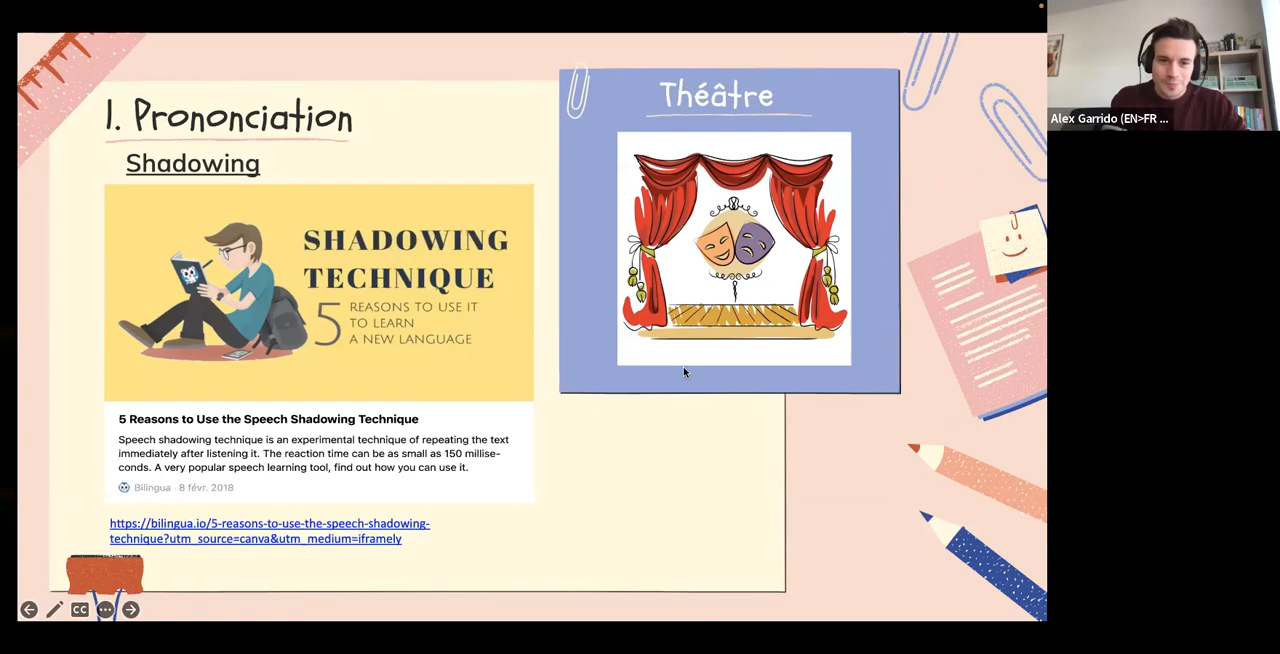 1. Prononciation
Shadowing
SHADOWING
TECHNIQUE
5 REASONS TO USE IT
TO LEARN
A NEW LANGUAGE
5 Reasons to Use the Speech Shadowing Technique
Speech shadowing technique is an experimental technique of repeating the text
immediately after listening it. The reaction time can be as small as 150 millise-
conds. A very popular speech learning tool, find out how you can use it.
Bilingua · 8 févr. 2018
https://bilingua.io/5-reasons-to-use-the-speech-shadowing-
technique?utm_source=canva&utm_medium=iframely
Théâtre
CC
Alex Garrido (EN>FR ...